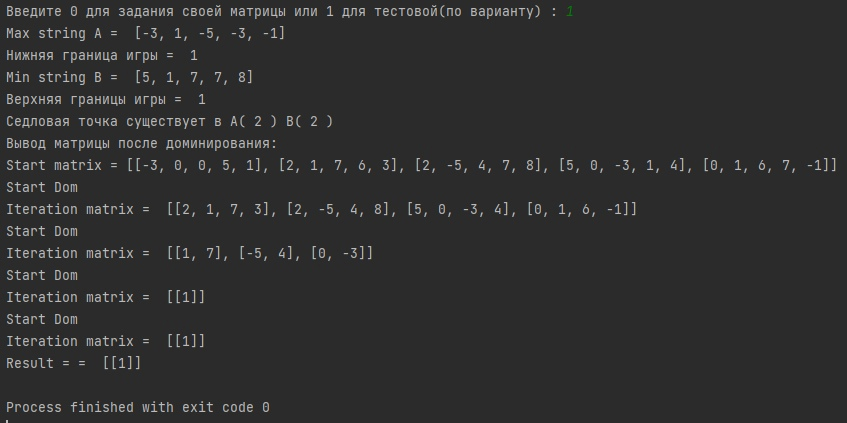 Введите 0 для задания своей матрицы или 1 для тестовой(по варианту) : 1
Max string A =  [-3, 1, -5, -3, -1]
Нижняя граница игры =  1
Min string B =  [5, 1, 7, 7, 8]
Верхняя границы игры =  1
Седловая точка существует в A( 2 ) B( 2 )
Вывод матрицы после доминирования:
Start matrix = [[-3, 0, 0, 5, 1], [2, 1, 7, 6, 3], [2, -5, 4, 7, 8], [5, 0, -3, 1, 4], [0, 1, 6, 7, -1]]
Start Dom
Iteration matrix =  [[2, 1, 7, 3], [2, -5, 4, 8], [5, 0, -3, 4], [0, 1, 6, -1]]
Start Dom
Iteration matrix =  [[1, 7], [-5, 4], [0, -3]]
Start Dom
Iteration matrix =  [[1]]
Start Dom
Iteration matrix =  [[1]]
Result = =  [[1]]
Process finished with exit code 0